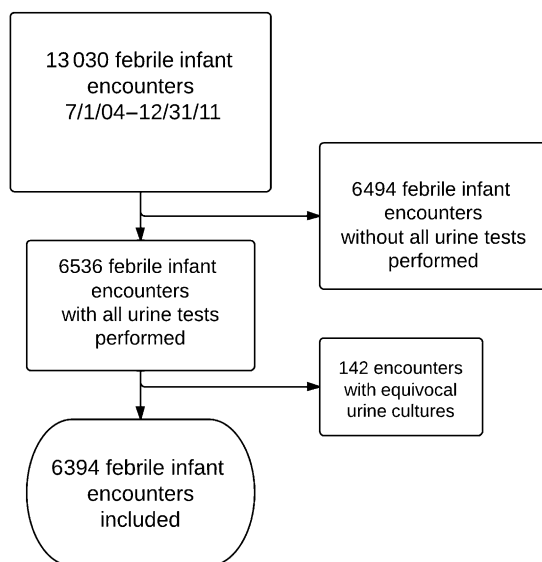 13 030 febrile infant
encounters
7/1/04–12/31/11
6494 febrile infant
encounters
without all urine tests
performed
6536 febrile infant
encounters
with all urine tests
performed
142 encounters
with equivocal
urine cultures
6394 febrile infant
encounters
included